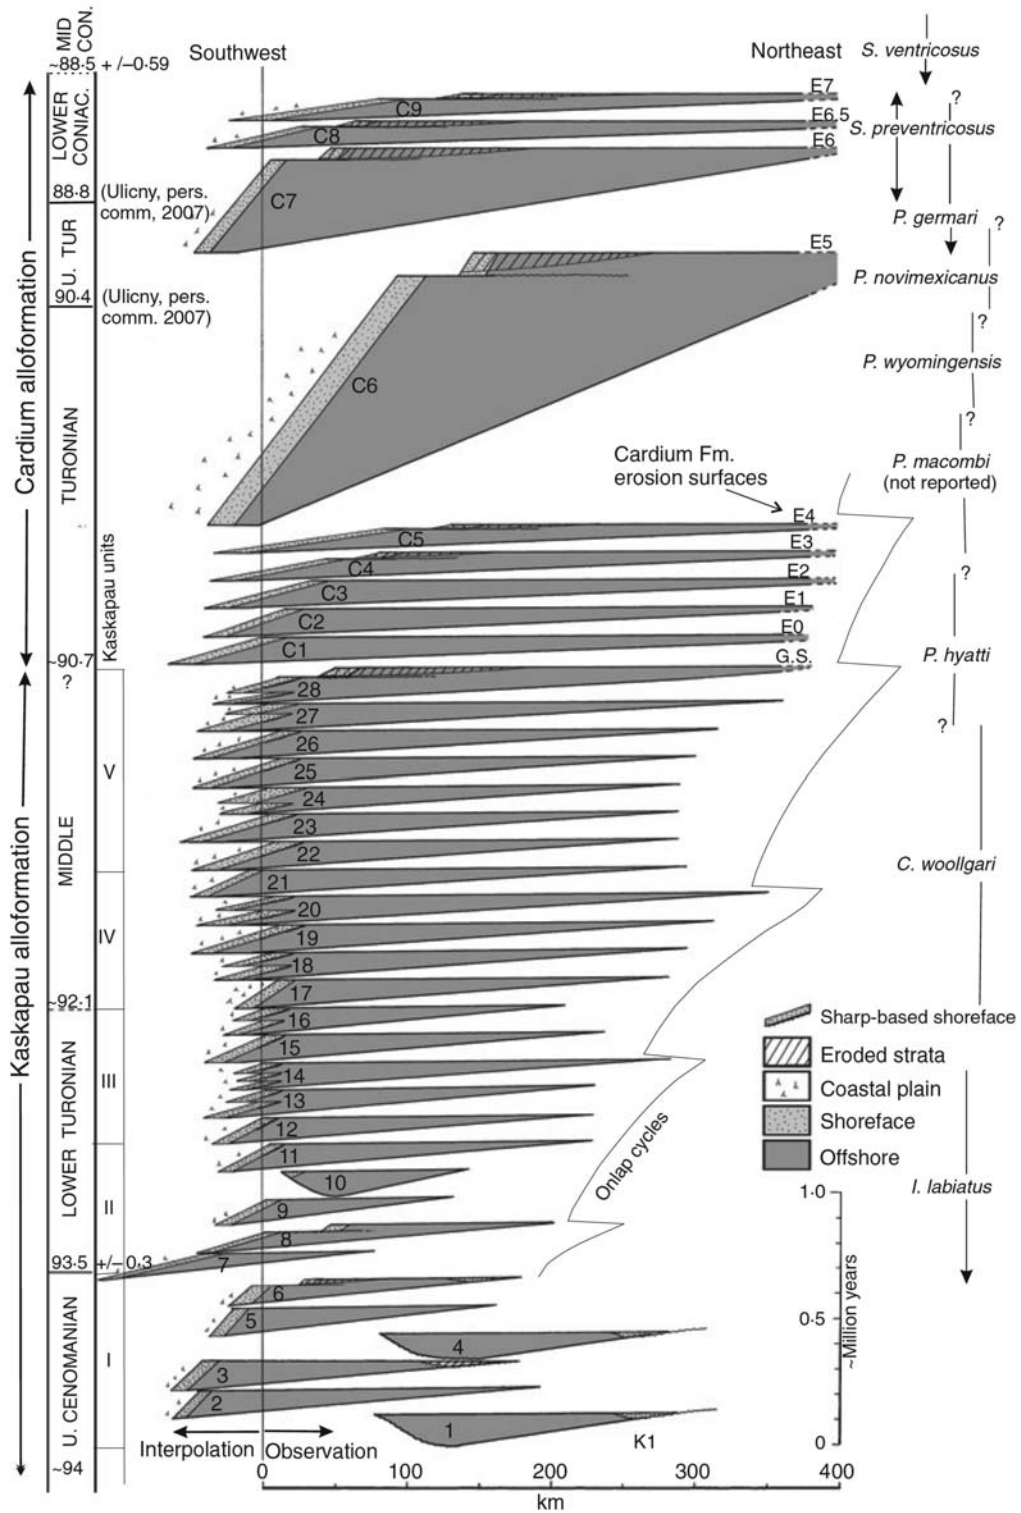 MID CON.
~88·5 + /–0·59
Southwest
Northeast
S. ventricosus
LOWER CONIAC.
E7
?
C9
E6.5
S. preventricosus
C8
E6
88·8
(Ulicny, pers. comm, 2007)
C7
P. germari
?
U. TUR
E5
P. novimexicanus
90·4
(Ulicny, pers. comm. 2007)
?
P. wyomingensis
C6
Cardium alloformation
TURONIAN
?
Cardium Fm.
erosion surfaces
P. macombi
(not reported)
E4
C5
E3
C4
E2
?
C3
E1
C2
E0
Kaskapau units
C1
G.S.
P. hyatti
~90·7
?
28
27
?
26
V
25
24
23
MIDDLE
22
C. woollgari
21
20
IV
19
18
17
~92·1
16
Sharp-based shoreface
15
Eroded strata
III
14
Coastal plain
13
Shoreface
12
Offshore
11
Kaskapau alloformation
LOWER TURONIAN
Onlap cycles
10
I. labiatus
1·0
II
9
8
93·5 +/–0·3
7
6
5
0·5
~Million years
4
I
3
2
U. CENOMANIAN
1
K1
0
Interpolation
Observation
~94
0
100
200
300
400
km